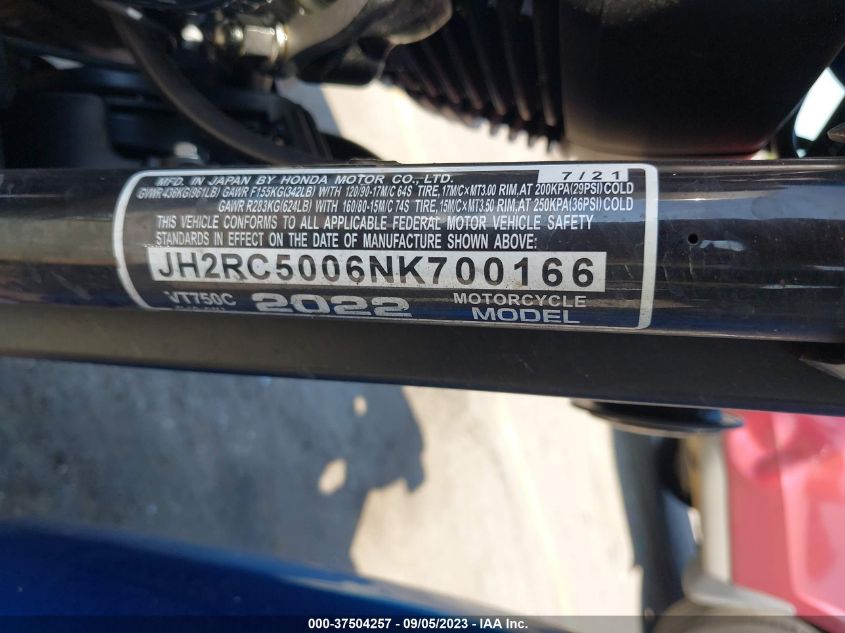 MFD. IN JAPAN BY HONDA MOTOR CO., LTD. 7/21
GVWR 436KG(961LB) GAWR F155KG(342LB) WITH 120/90-17M/C 64S TIRE, 17M/C×MT3.00 RIM, AT 200KPA(29PSI) COLD
GAWR R283KG(624LB) WITH 160/80-15M/C 74S TIRE, 15M/C×MT3.50 RIM, AT 250KPA(36PSI) COLD
THIS VEHICLE CONFORMS TO ALL APPLICABLE FEDERAL MOTOR VEHICLE SAFETY
STANDARDS IN EFFECT ON THE DATE OF MANUFACTURE SHOWN ABOVE:
JH2RC5006NK700166
VT750C 2022 MOTORCYCLE
MODEL
000-37504257 - 09/05/2023 - IAA Inc.